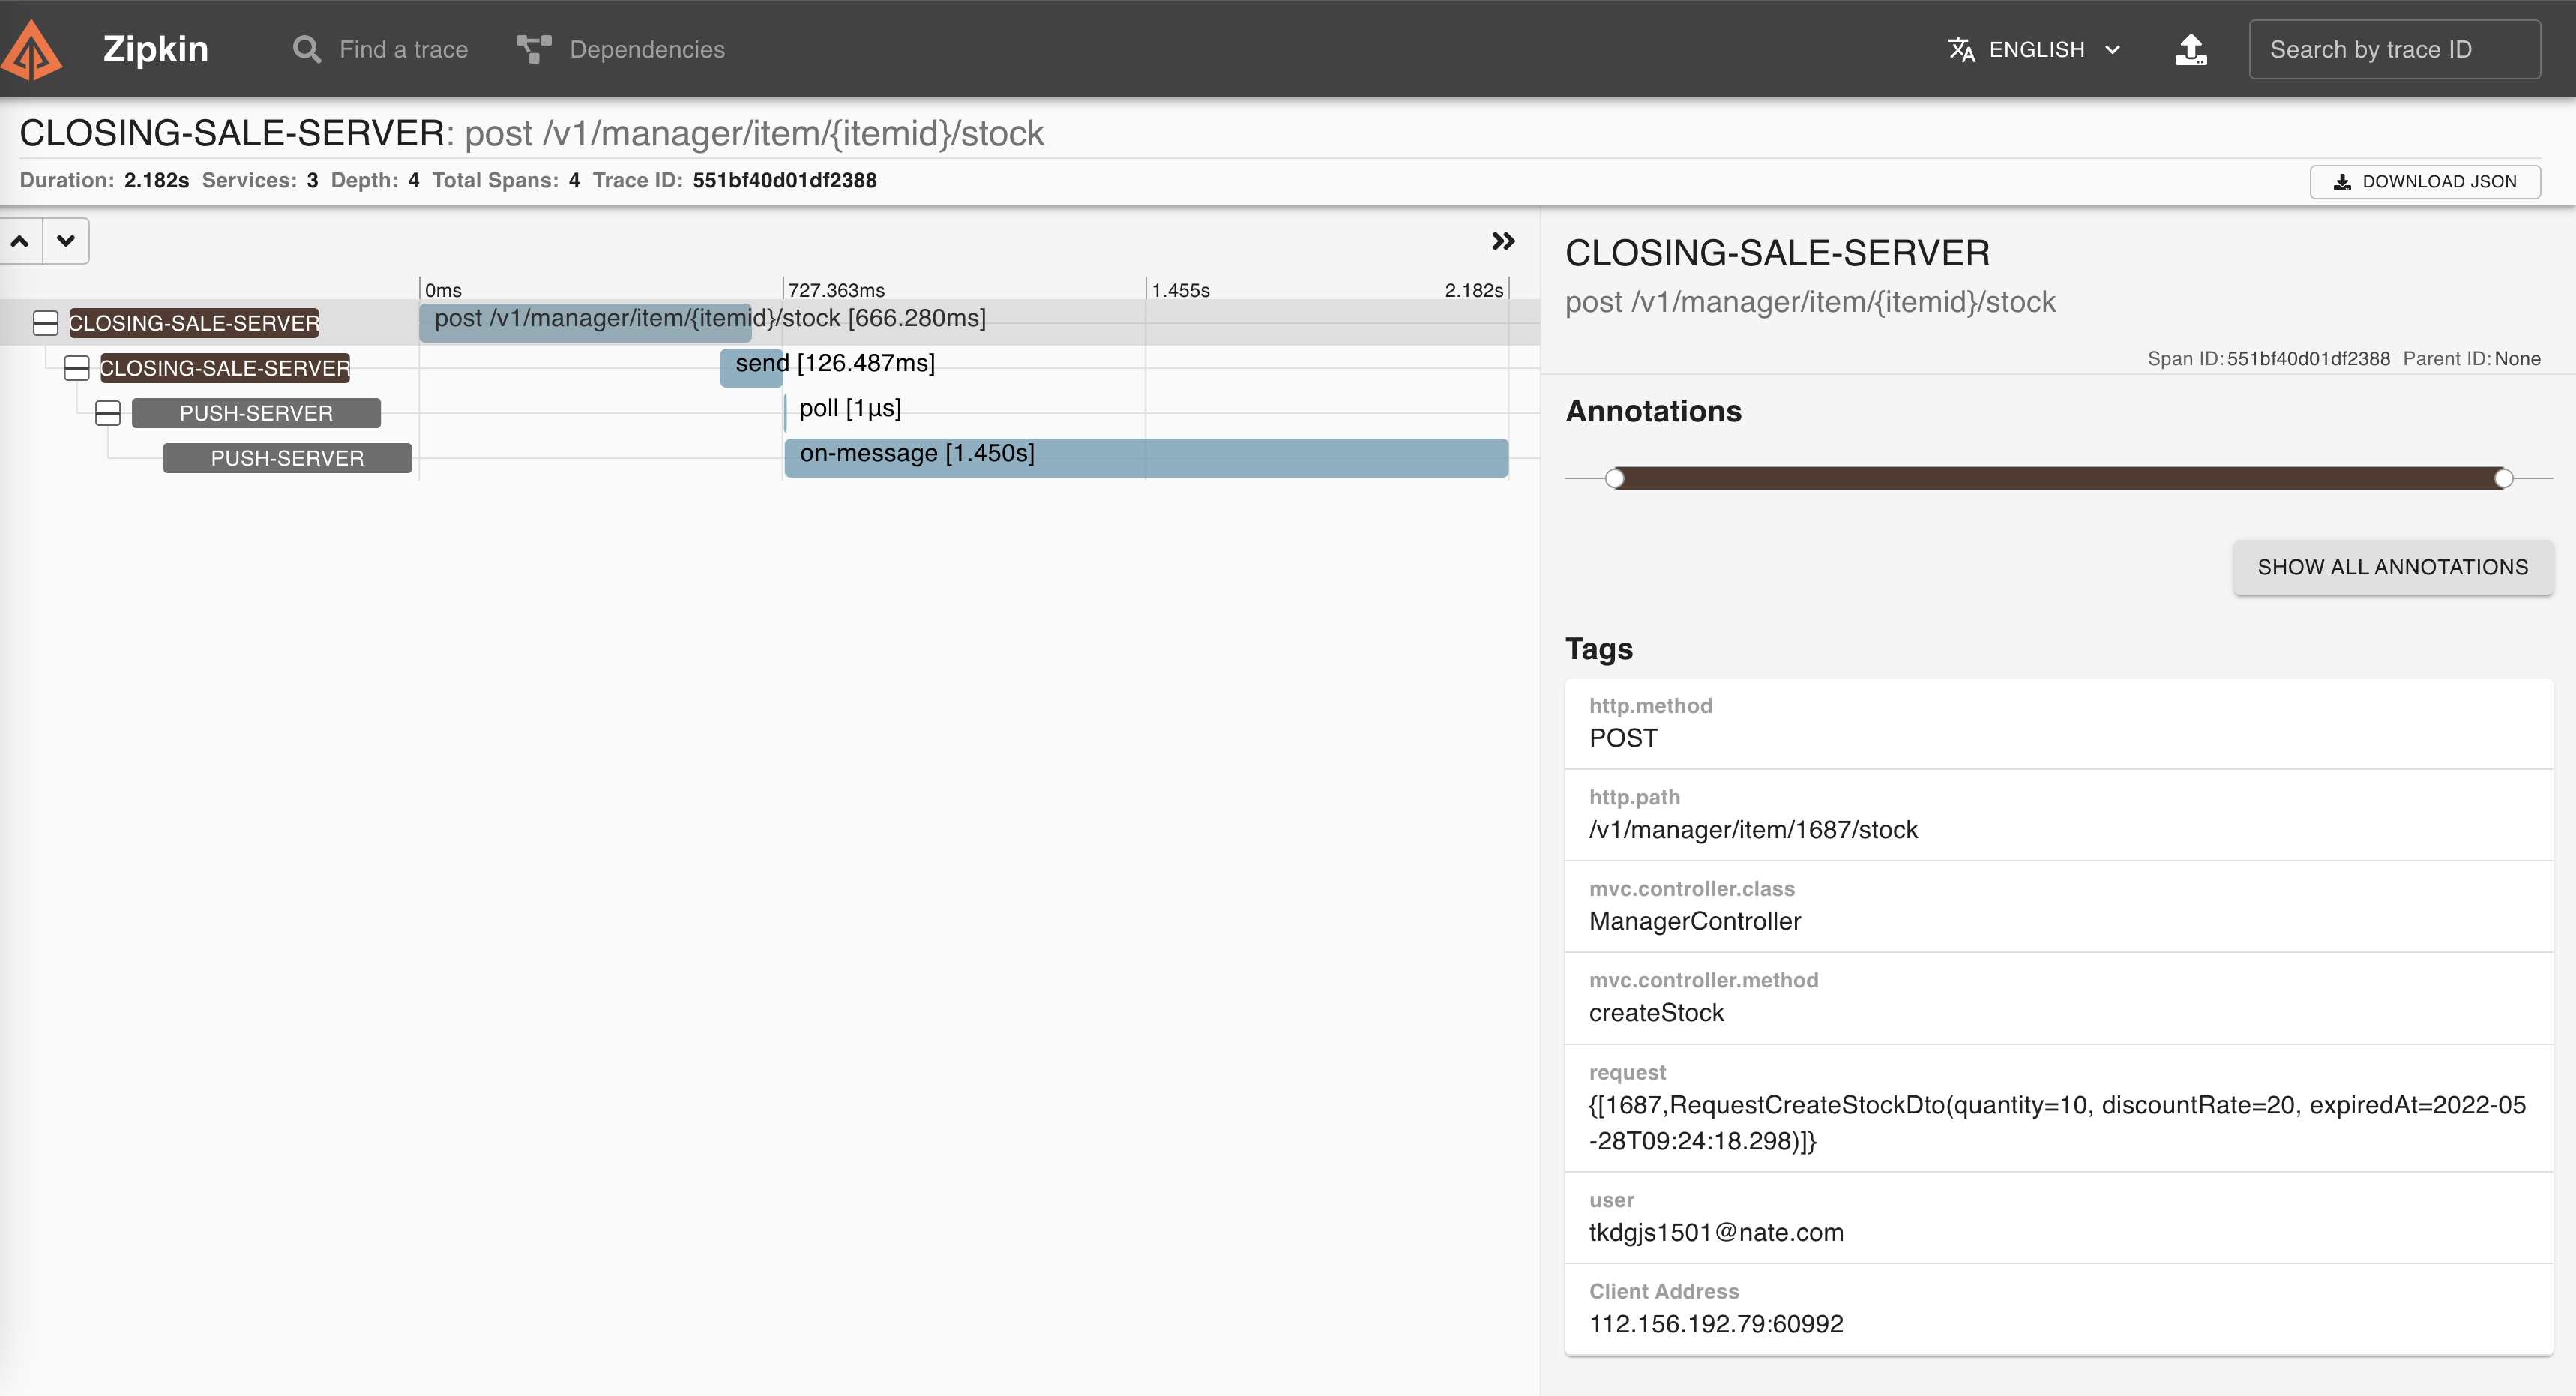 Zipkin
Find a trace
Dependencies
ENGLISH
Search by trace ID
CLOSING-SALE-SERVER: post /v1/manager/item/{itemid}/stock
Duration: 2.182s Services: 3 Depth: 4 Total Spans: 4 Trace ID: 551bf40d01df2388
DOWNLOAD JSON
0ms 727.363ms 1.455s 2.182s
CLOSING-SALE-SERVER post /v1/manager/item/{itemid}/stock [666.280ms]
CLOSING-SALE-SERVER send [126.487ms]
PUSH-SERVER poll [1μs]
PUSH-SERVER on-message [1.450s]
CLOSING-SALE-SERVER
post /v1/manager/item/{itemid}/stock
Span ID: 551bf40d01df2388 Parent ID: None
Annotations
SHOW ALL ANNOTATIONS
Tags
http.method
POST
http.path
/v1/manager/item/1687/stock
mvc.controller.class
ManagerController
mvc.controller.method
createStock
request
{[1687,RequestCreateStockDto(quantity=10, discountRate=20, expiredAt=2022-05
-28T09:24:18.298)]}
user
tkdgjs1501@nate.com
Client Address
112.156.192.79:60992